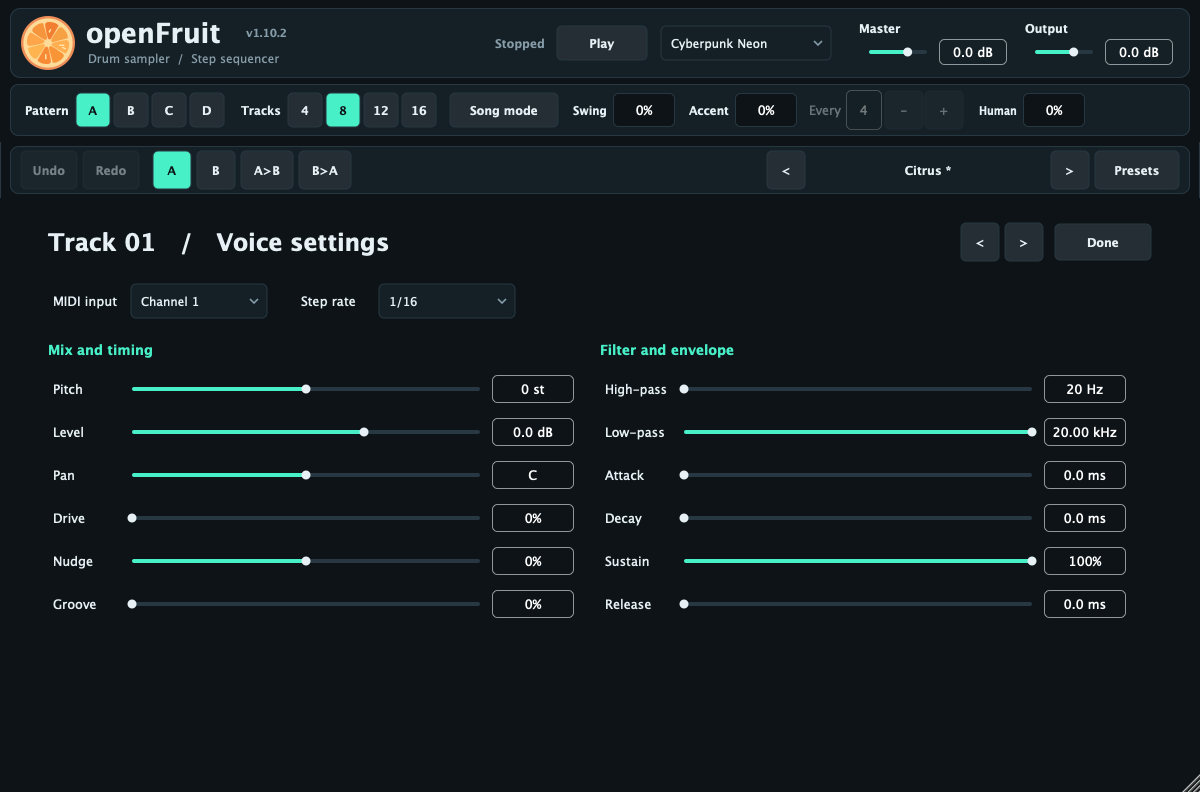 openFruit v1.10.2
Drum sampler / Step sequencer
Stopped Play Cyberpunk Neon
Master 0.0 dB
Output 0.0 dB
Pattern A B C D Tracks 4 8 12 16 Song mode Swing 0% Accent 0% Every 4 − + Human 0%
Undo Redo A B A>B B>A < Citrus * > Presets
Track 01 / Voice settings < > Done
MIDI input Channel 1 Step rate 1/16
Mix and timing
Pitch 0 st
Level 0.0 dB
Pan C
Drive 0%
Nudge 0%
Groove 0%
Filter and envelope
High-pass 20 Hz
Low-pass 20.00 kHz
Attack 0.0 ms
Decay 0.0 ms
Sustain 100%
Release 0.0 ms